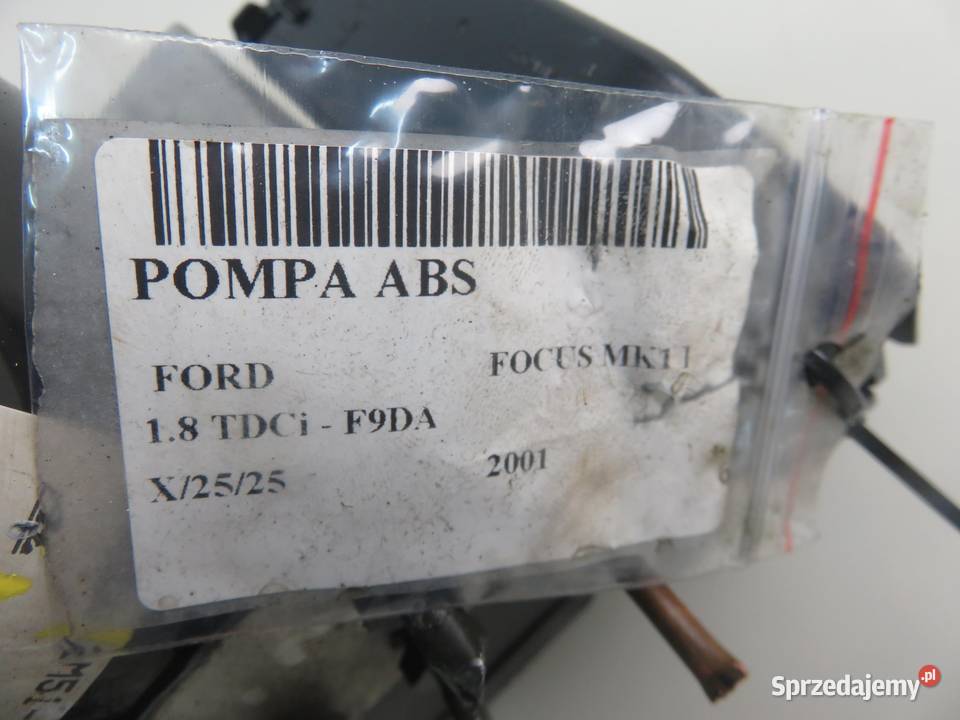 POMPA ABS
FORD
FOCUS MK1 I
1.8 TDCi - F9DA
X/25/25
2001
Sprzedajemy.pl